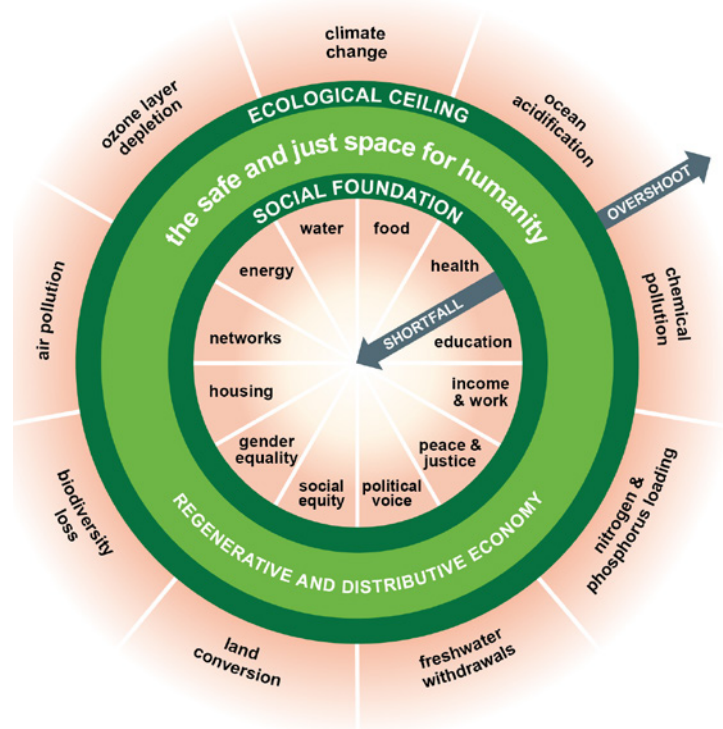 climate
change
ocean
acidification
OVERSHOOT
chemical
pollution
nitrogen &
phosphorus loading
freshwater
withdrawals
land
conversion
biodiversity
loss
air pollution
ozone layer
depletion
ECOLOGICAL CEILING
the safe and just space for humanity
SOCIAL FOUNDATION
water
food
health
SHORTFALL
education
income
& work
peace &
justice
political
voice
social
equity
gender
equality
housing
networks
energy
REGENERATIVE AND DISTRIBUTIVE ECONOMY